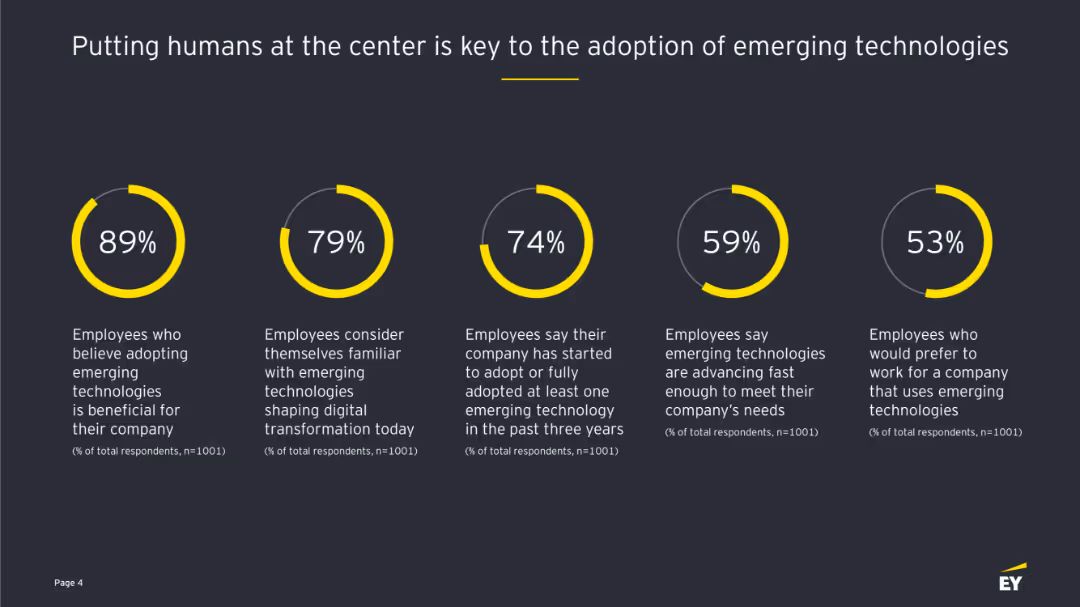 Putting humans at the center is key to the adoption of emerging technologies
89%
Employees who
believe adopting
emerging
technologies
is beneficial for
their company
(% of total respondents, n=1001)
79%
Employees consider
themselves familiar
with emerging
technologies
shaping digital
transformation today
(% of total respondents, n=1001)
74%
Employees say their
company has started
to adopt or fully
adopted at least one
emerging technology
in the past three years
(% of total respondents, n=1001)
59%
Employees say
emerging technologies
are advancing fast
enough to meet their
company's needs
(% of total respondents, n=1001)
53%
Employees who
would prefer to
work for a company
that uses emerging
technologies
(% of total respondents, n=1001)
Page 4
EY